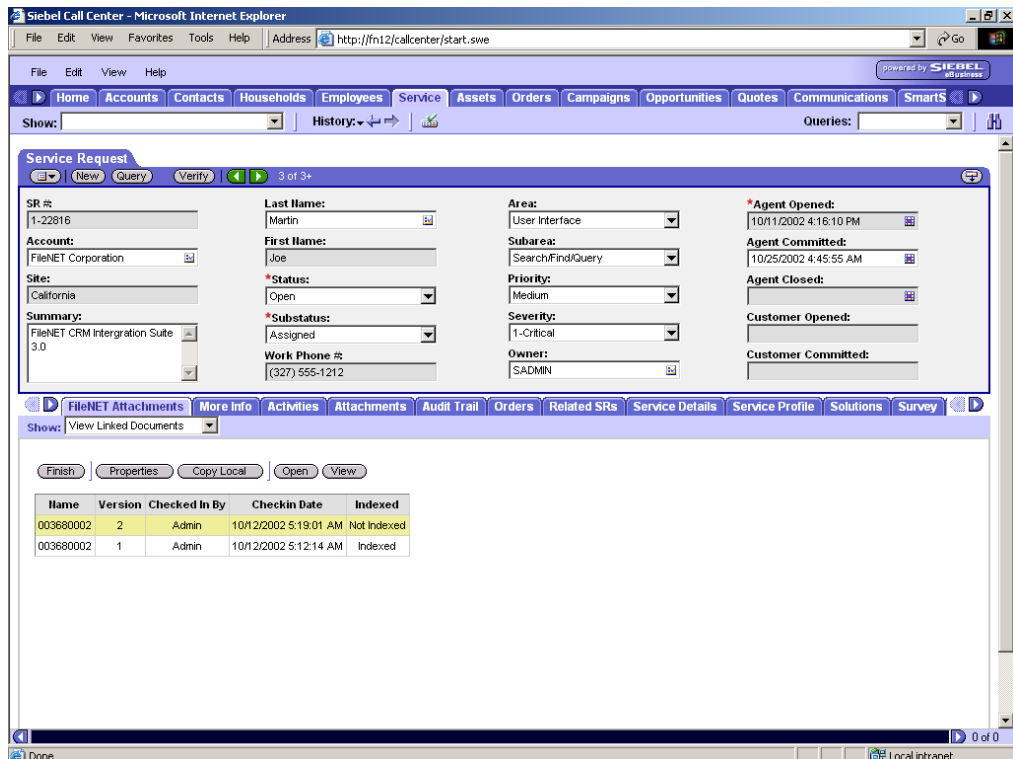 Siebel Call Center - Microsoft Internet Explorer
File Edit View Favorites Tools Help Address http://fn12/callcenter/start.swe Go
File Edit View Help powered by SIEBEL eBusiness
Home Accounts Contacts Households Employees Service Assets Orders Campaigns Opportunities Quotes Communications SmartS
Show: History: Queries:
Service Request
New Query Verify 3 of 3+
SR #: Last Name: Area: *Agent Opened:
1-22816 Martin User Interface 10/11/2002 4:16:10 PM
Account: First Name: Subarea: Agent Committed:
FileNET Corporation Joe Search/Find/Query 10/25/2002 4:45:55 AM
Site: *Status: Priority: Agent Closed:
California Open Medium
Summary: *Substatus: Severity: Customer Opened:
FileNET CRM Intergration Suite Assigned 1-Critical
3.0
Work Phone #: Owner: Customer Committed:
(327) 555-1212 SADMIN
FileNET Attachments More Info Activities Attachments Audit Trail Orders Related SRs Service Details Service Profile Solutions Survey
Show: View Linked Documents
Finish Properties Copy Local Open View
Name Version Checked In By Checkin Date Indexed
003680002 2 Admin 10/12/2002 5:19:01 AM Not Indexed
003680002 1 Admin 10/12/2002 5:12:14 AM Indexed
0 of 0
Done Local intranet